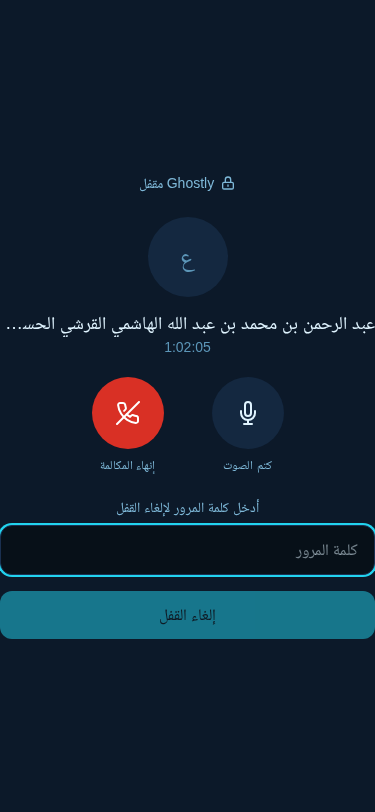 Ghostly مقفل
ع
عبد الرحمن بن محمد بن عبد الله الهاشمي القرشي الحسـ…
1:02:05
كتم الصوت
إنهاء المكالمة
أدخل كلمة المرور لإلغاء القفل
كلمة المرور
إلغاء القفل